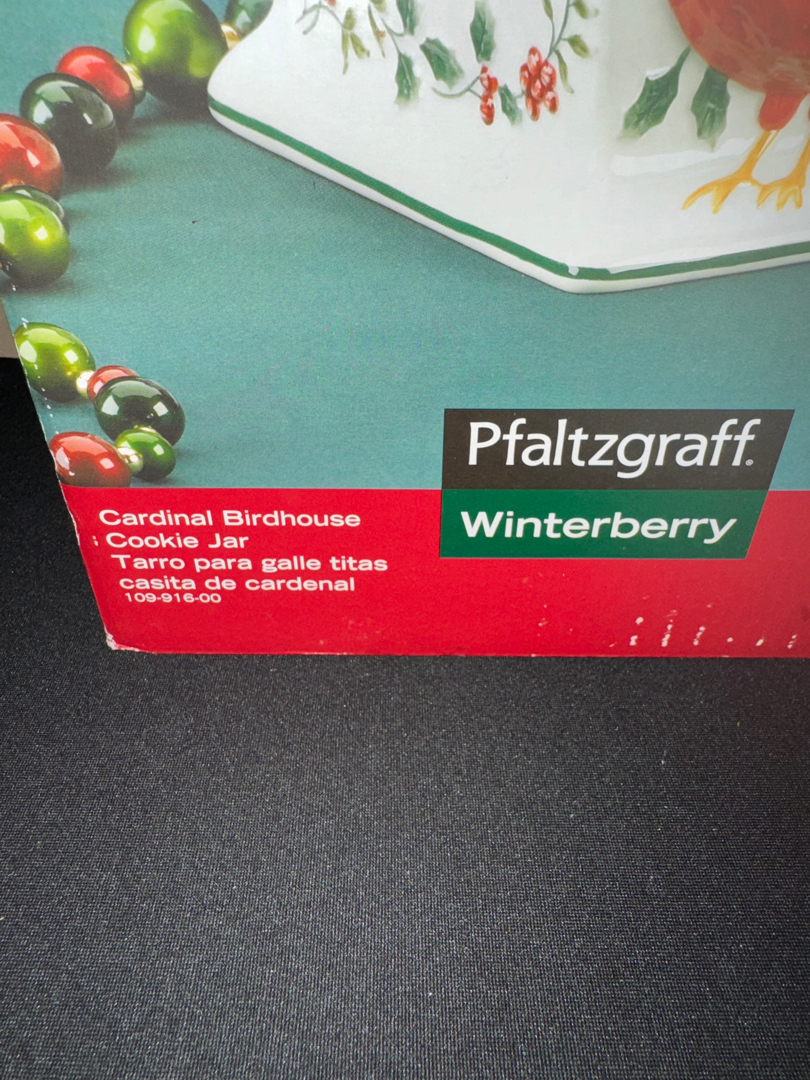 Pfaltzgraff®
Winterberry
Cardinal Birdhouse
Cookie Jar
Tarro para galle titas
casita de cardenal
109-916-00